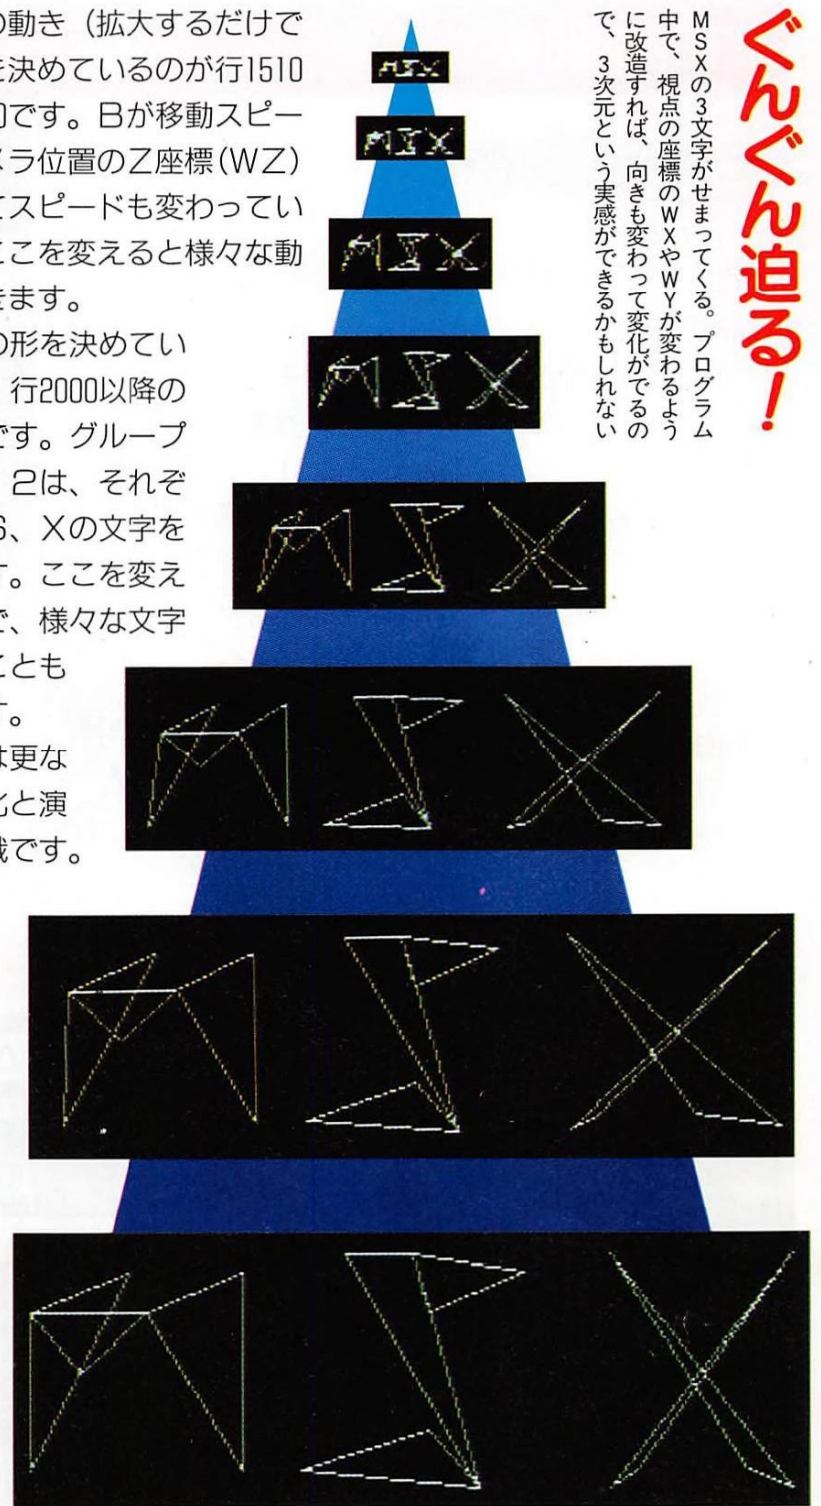 ぐんぐん迫る！
MSXの3文字がせまってくる。プログラム
中で、視点の座標のWXやWYが変わるよう
に改造すれば、向きも変わって変化がでるの
で、3次元という実感ができるかもしれない
の動き（拡大するだけで
を決めているのが行1510
です。Bが移動スピー
ラ位置のZ座標(WZ)
てスピードも変わってい
ここを変えると様々な動
きます。
の形を決めてい
行2000以降の
です。グループ
2は、それぞ
S、Xの文字を
す。ここを変え
で、様々な文字
ことも
す。
は更な
化と演
戦です。
MSX
MSX
MSX
MSX
MSX
MSX
MSX
MSX